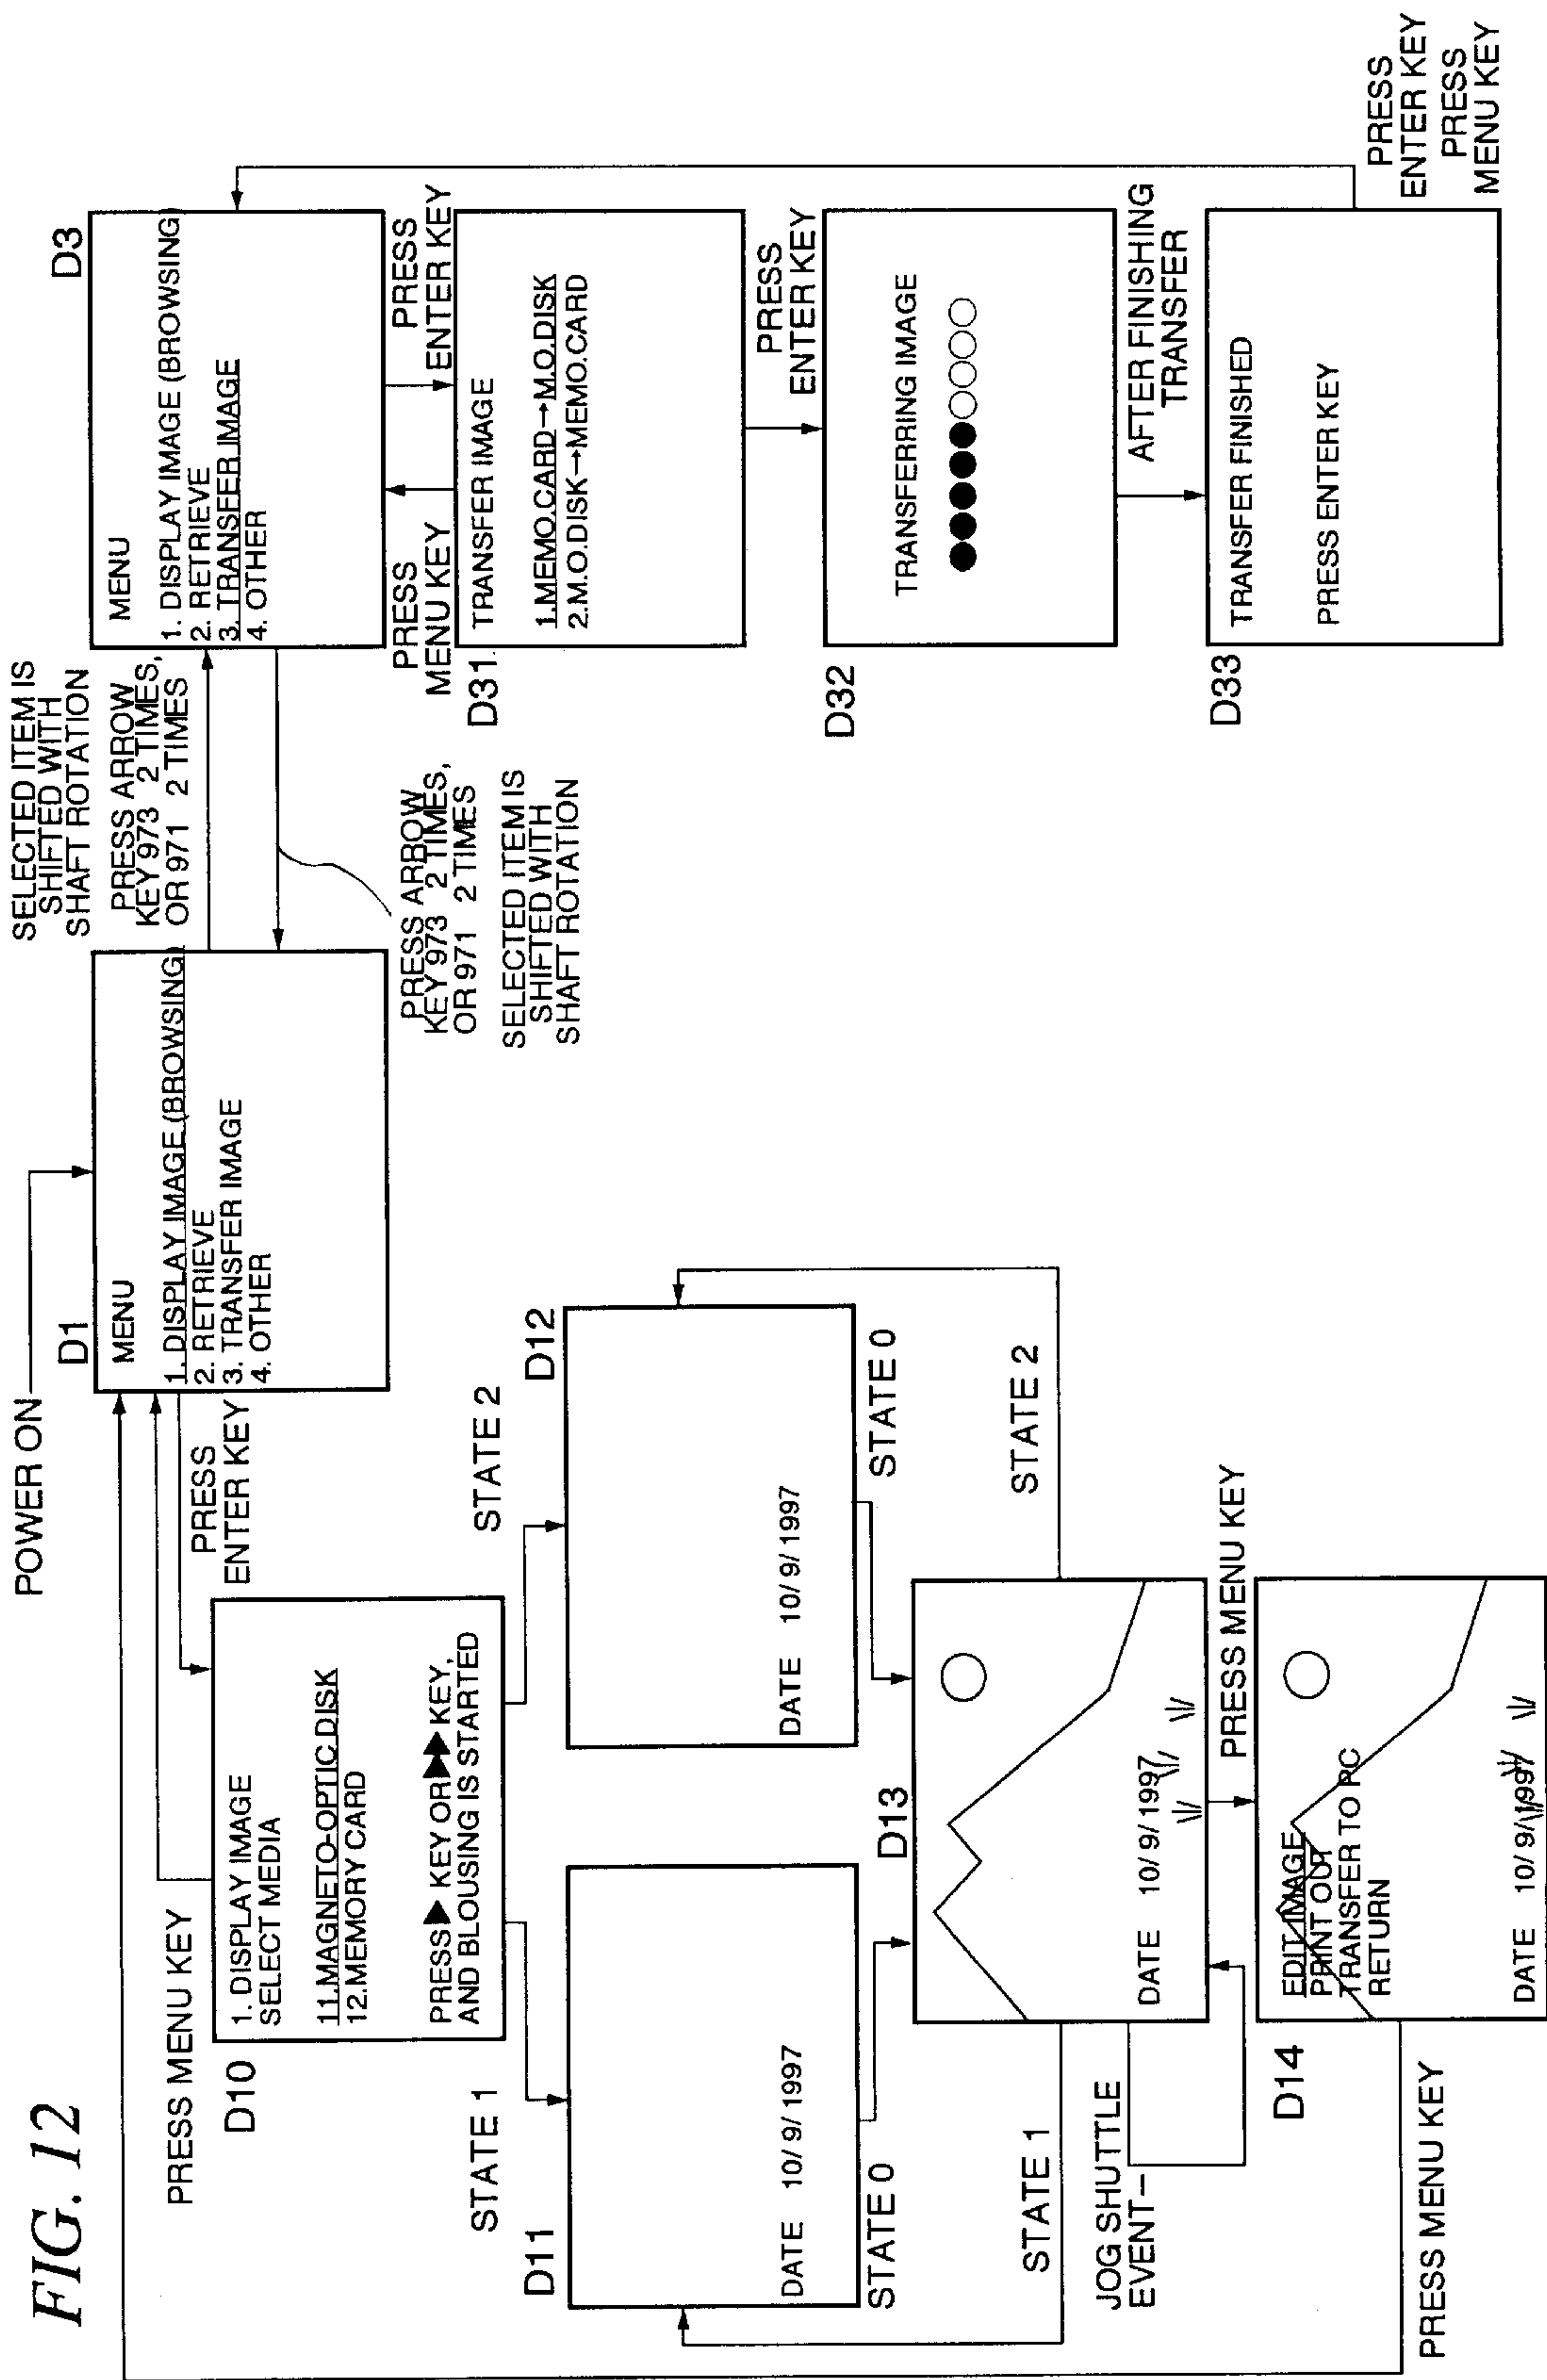 FIG. 12
POWER ON
D1
MENU
1. DISPLAY IMAGE (BROWSING)
2. RETRIEVE
3. TRANSFER IMAGE
4. OTHER
SELECTED ITEM IS
SHIFTED WITH
SHAFT ROTATION
PRESS ARROW
KEY 973 2 TIMES,
OR 971 2 TIMES
PRESS ARROW
KEY 973 2 TIMES,
OR 971 2 TIMES
SELECTED ITEM IS
SHIFTED WITH
SHAFT ROTATION
D3
MENU
1. DISPLAY IMAGE (BROWSING)
2. RETRIEVE
3. TRANSFER IMAGE
4. OTHER
PRESS
MENU KEY
PRESS
ENTER KEY
D31
TRANSFER IMAGE
1.MEMO.CARD→M.O.DISK
2.M.O.DISK→MEMO.CARD
PRESS
ENTER KEY
D32
TRANSFERRING IMAGE
AFTER FINISHING
TRANSFER
D33
TRANSFER FINISHED
PRESS ENTER KEY
PRESS
ENTER KEY
PRESS
MENU KEY
PRESS MENU KEY
PRESS
ENTER KEY
D10
1. DISPLAY IMAGE
SELECT MEDIA
11.MAGNETO-OPTIC DISK
12.MEMORY CARD
PRESS▶ KEY OR▶▶ KEY,
AND BLOUSING IS STARTED
STATE 1
STATE 2
D11
DATE 10/ 9/ 1997
STATE 0
D12
DATE 10/ 9/ 1997
STATE 0
D13
DATE 10/ 9/ 1997
STATE 1
STATE 2
JOG SHUTTLE
EVENT
PRESS MENU KEY
D14
EDIT IMAGE
PRINT OUT
TRANSFER TO PC
RETURN
DATE 10/ 9/ 1997
PRESS MENU KEY